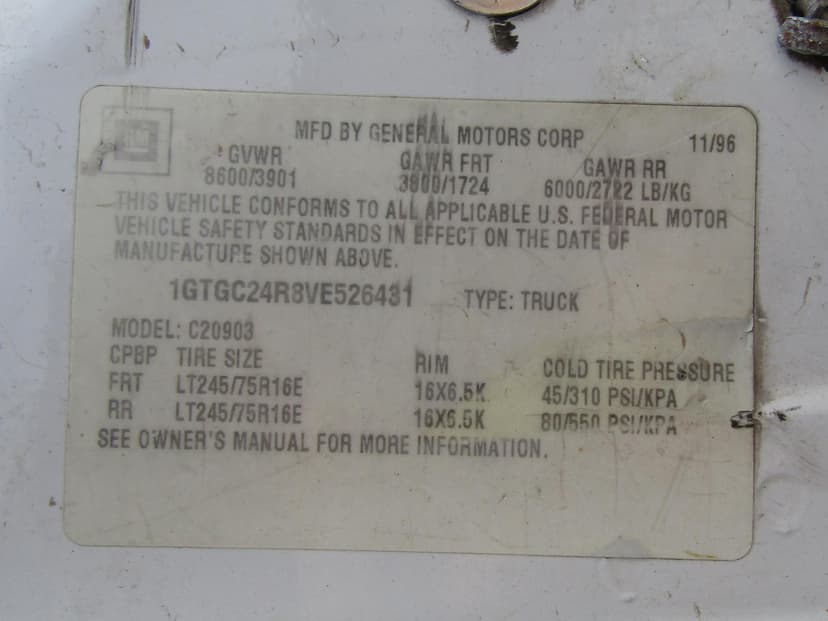 MFD BY GENERAL MOTORS CORP 11/96
GVWR GAWR FRT GAWR RR
8600/3901 3800/1724 6000/2722 LB/KG
THIS VEHICLE CONFORMS TO ALL APPLICABLE U.S. FEDERAL MOTOR
VEHICLE SAFETY STANDARDS IN EFFECT ON THE DATE OF
MANUFACTURE SHOWN ABOVE.
1GTGC24R8VE526431 TYPE: TRUCK
MODEL: C20903
CPBP TIRE SIZE RIM COLD TIRE PRESSURE
FRT LT245/75R16E 16X6.5K 45/310 PSI/KPA
RR LT245/75R16E 16X6.5K 80/550 PSI/KPA
SEE OWNER'S MANUAL FOR MORE INFORMATION.